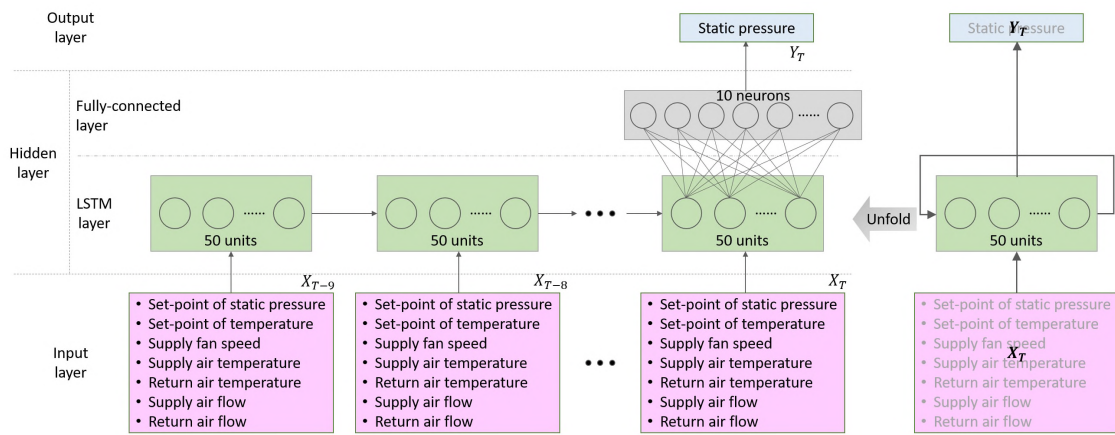 Output
layer
Static pressure
Y_T
Static pressure
Y_T
Fully-connected
layer
10 neurons
......
Hidden
layer
LSTM
layer
......
50 units
......
50 units
•••
......
50 units
Unfold
......
50 units
X_{T−9}
X_{T−8}
X_T
Input
layer
• Set-point of static pressure
• Set-point of temperature
• Supply fan speed
• Supply air temperature
• Return air temperature
• Supply air flow
• Return air flow
• Set-point of static pressure
• Set-point of temperature
• Supply fan speed
• Supply air temperature
• Return air temperature
• Supply air flow
• Return air flow
•••
• Set-point of static pressure
• Set-point of temperature
• Supply fan speed
• Supply air temperature
• Return air temperature
• Supply air flow
• Return air flow
• Set-point of static pressure
• Set-point of temperature
• Supply fan speed
X_T
• Supply air temperature
• Return air temperature
• Supply air flow
• Return air flow